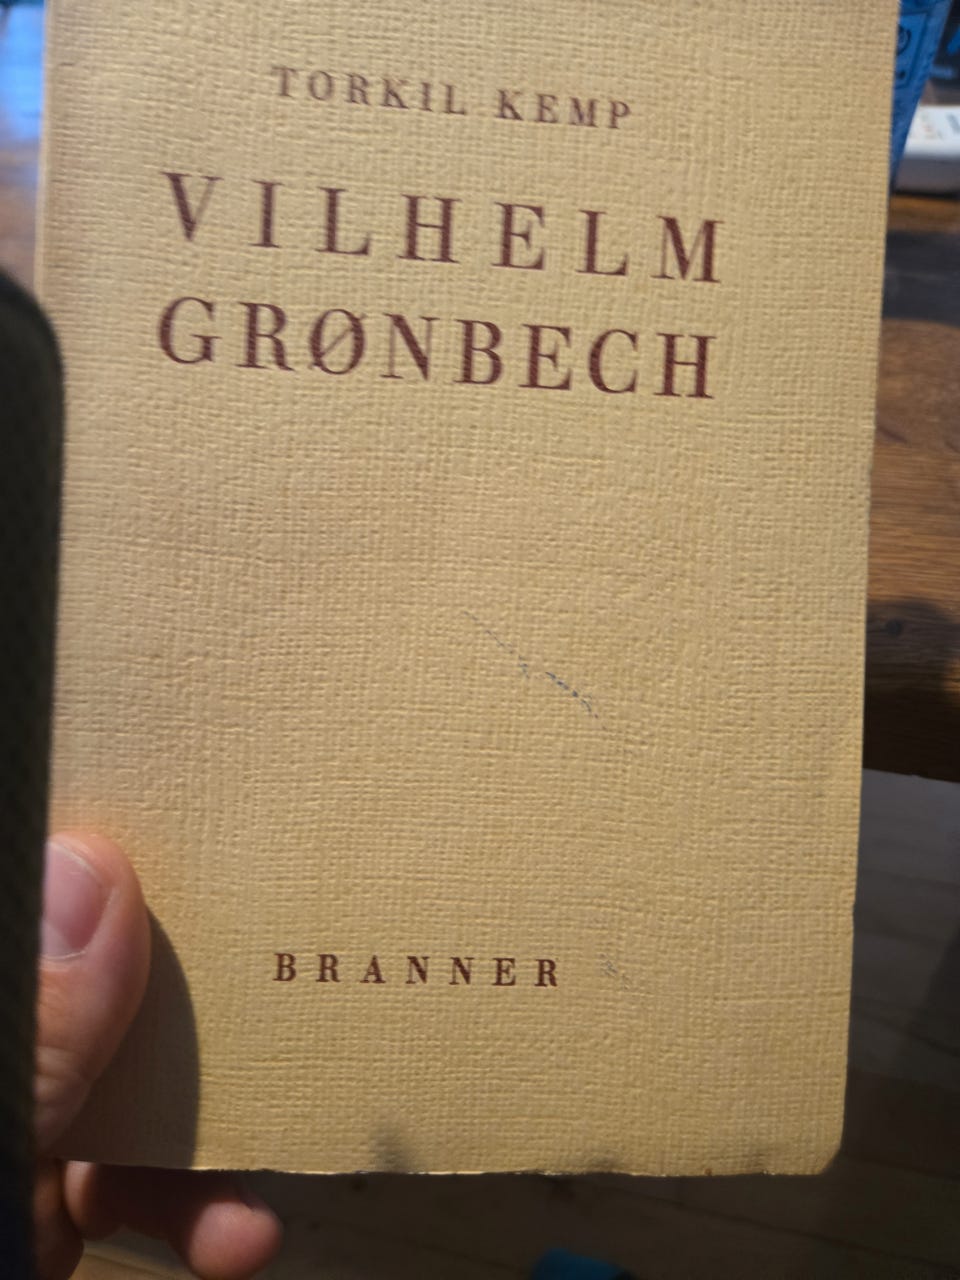 TORKIL KEMP
VILHELM
GRØNBECH
BRANNER